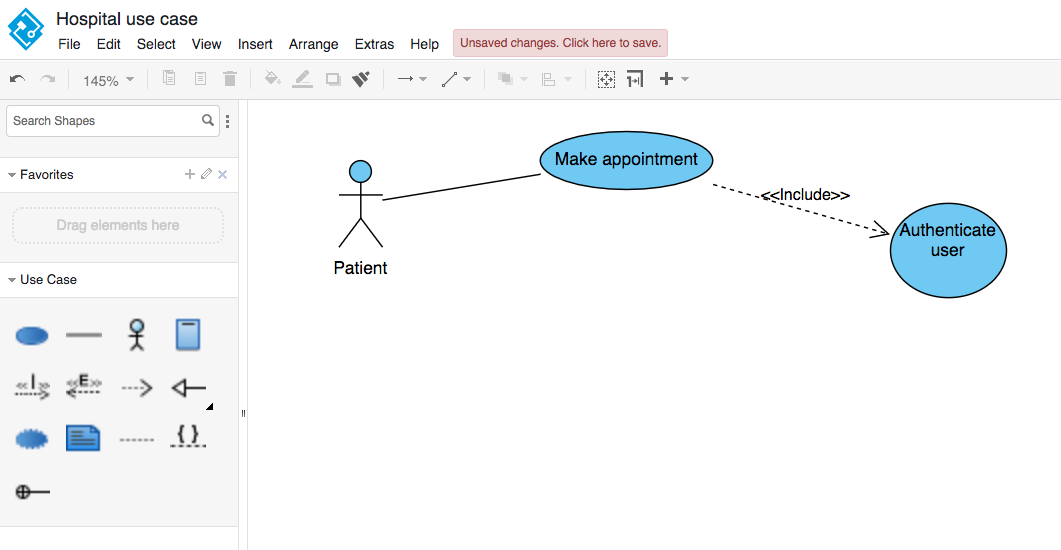 Hospital use case
File Edit Select View Insert Arrange Extras Help Unsaved changes. Click here to save.
145%
Search Shapes
Favorites
Drag elements here
Use Case
<<I>>
<<E>>
{ }
Make appointment
<<Include>>
Authenticate
user
Patient